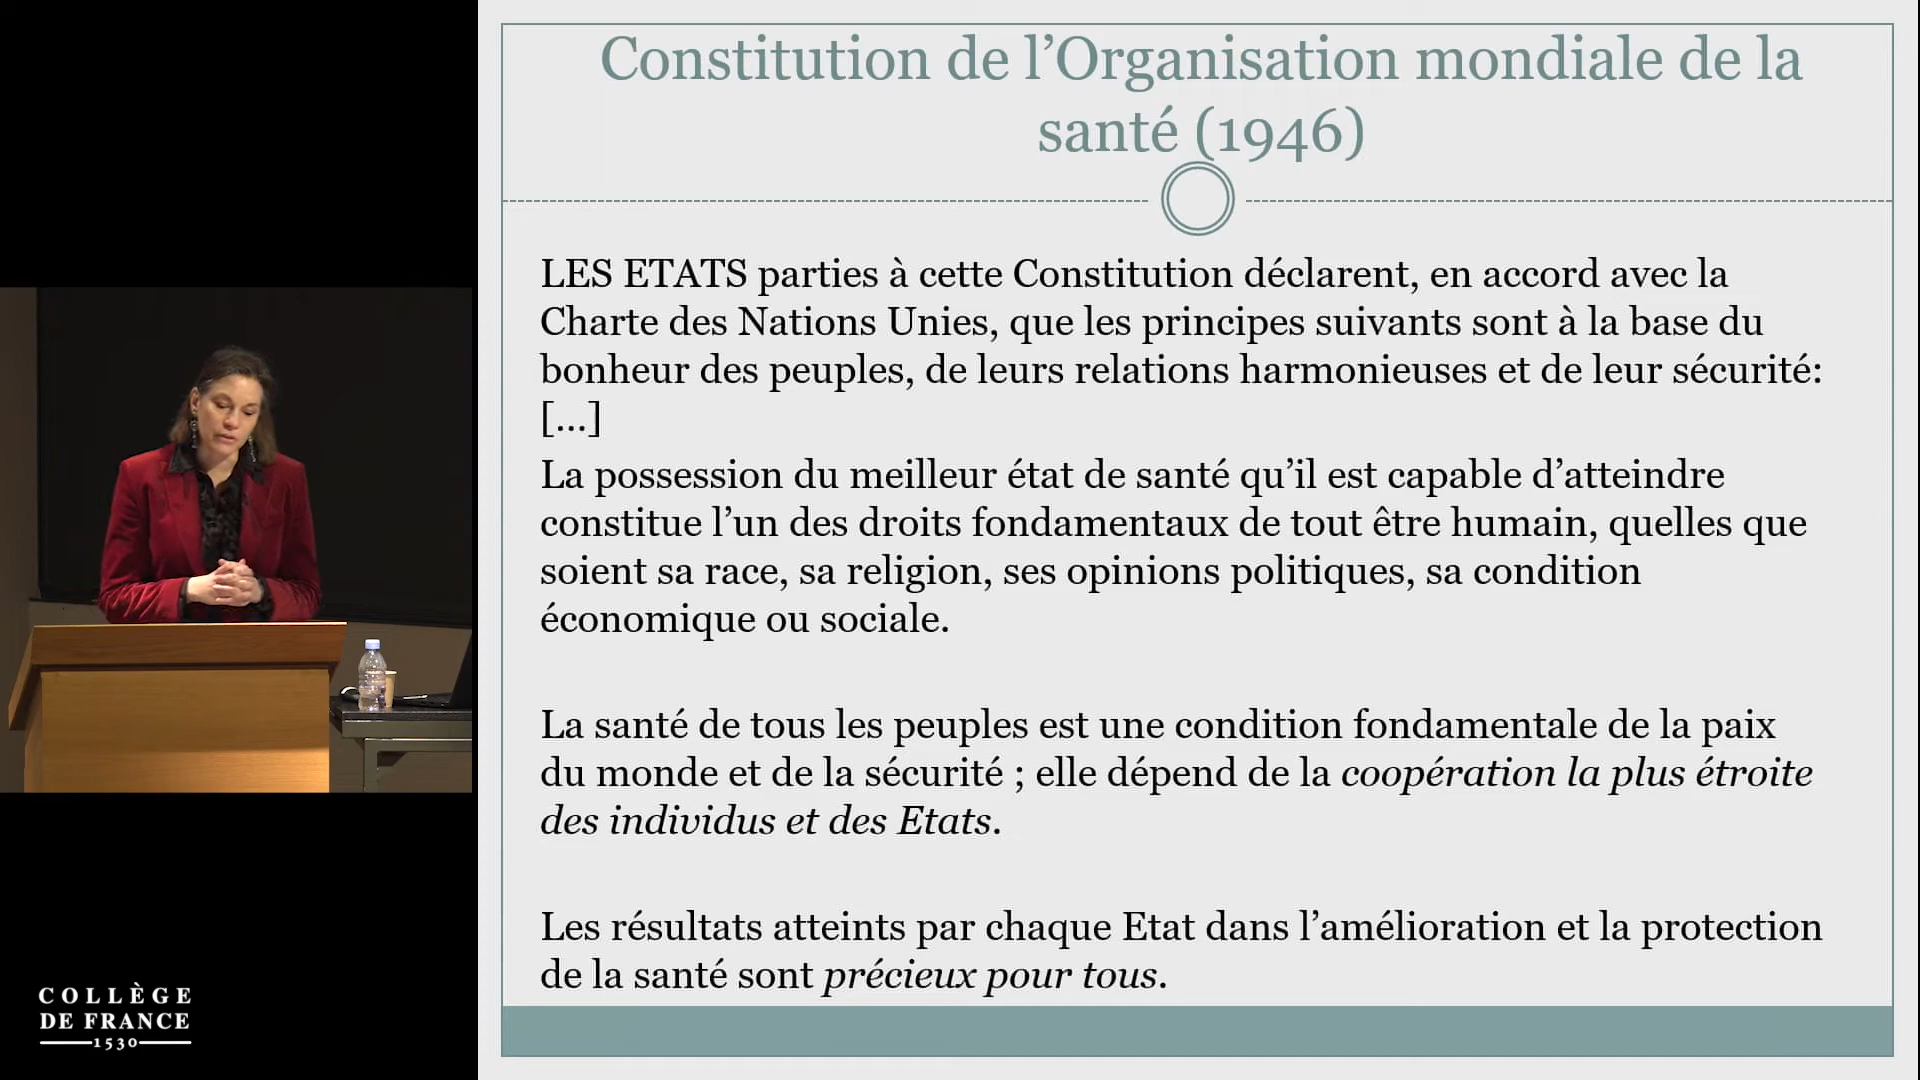 Constitution de l’Organisation mondiale de la
santé (1946)
LES ETATS parties à cette Constitution déclarent, en accord avec la
Charte des Nations Unies, que les principes suivants sont à la base du
bonheur des peuples, de leurs relations harmonieuses et de leur sécurité:
[…]
La possession du meilleur état de santé qu’il est capable d’atteindre
constitue l’un des droits fondamentaux de tout être humain, quelles que
soient sa race, sa religion, ses opinions politiques, sa condition
économique ou sociale.
La santé de tous les peuples est une condition fondamentale de la paix
du monde et de la sécurité ; elle dépend de la coopération la plus étroite
des individus et des Etats.
Les résultats atteints par chaque Etat dans l’amélioration et la protection
de la santé sont précieux pour tous.
COLLÈGE
DE FRANCE
1530